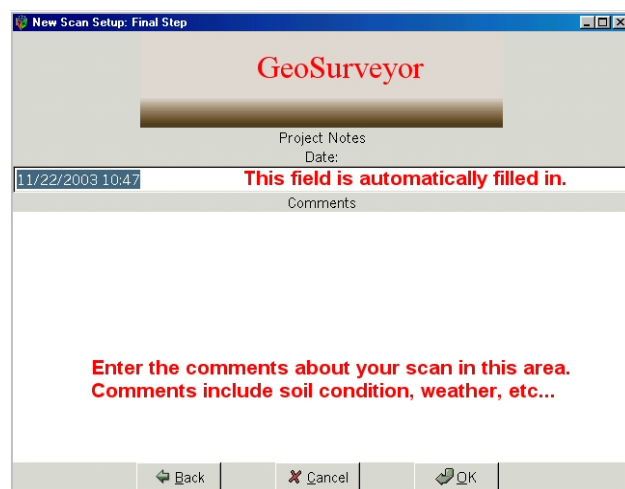 New Scan Setup: Final Step
GeoSurveyor
Project Notes
Date:
11/22/2003 10:47 This field is automatically filled in.
Comments
Enter the comments about your scan in this area.
Comments include soil condition, weather, etc...
Back Cancel OK